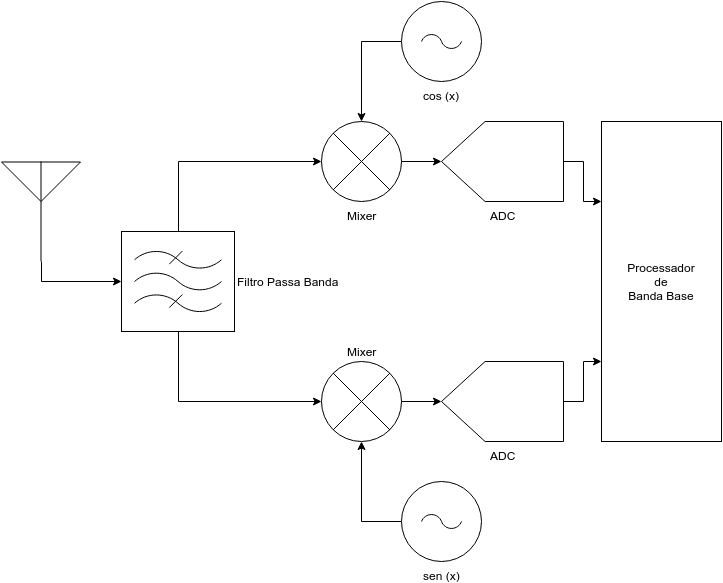 cos (x)
Mixer
ADC
Filtro Passa Banda
Processador
de
Banda Base
Mixer
ADC
sen (x)